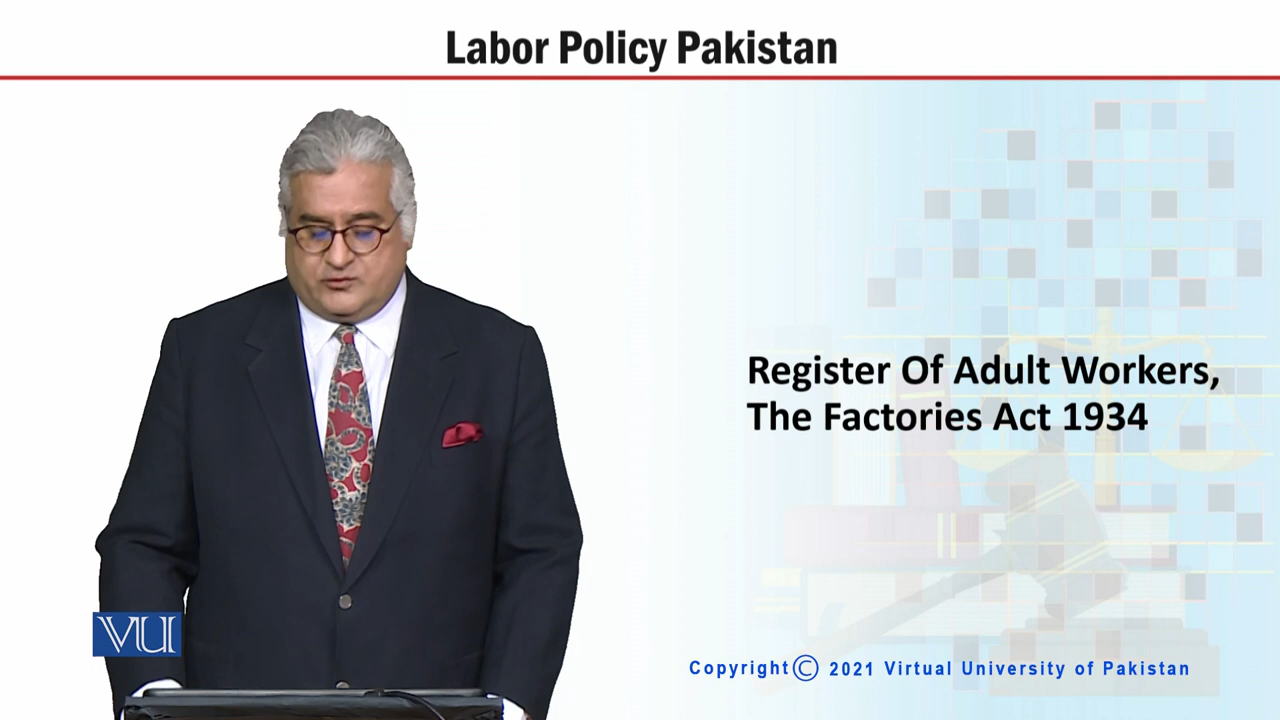 Labor Policy Pakistan
Register Of Adult Workers,
The Factories Act 1934
VU
Copyright © 2021 Virtual University of Pakistan